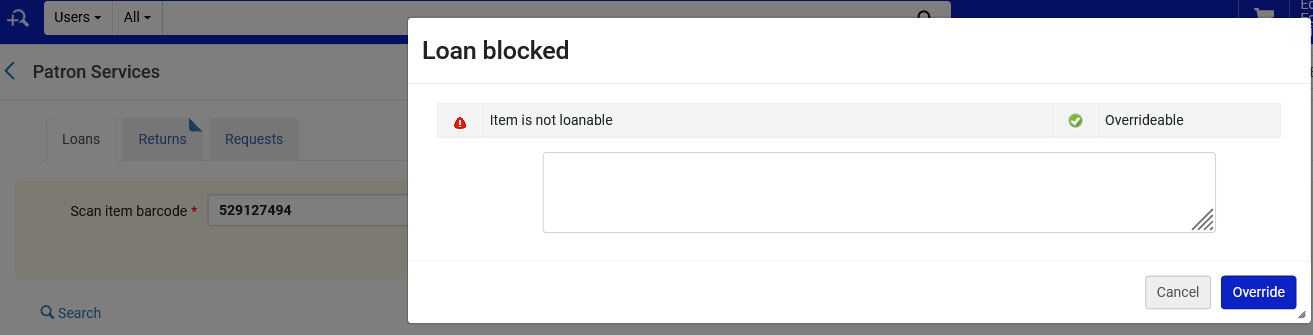 Users All
Loan blocked
Patron Services
Item is not loanable Overrideable
Loans Returns Requests
Scan item barcode * 529127494
Cancel Override
Search